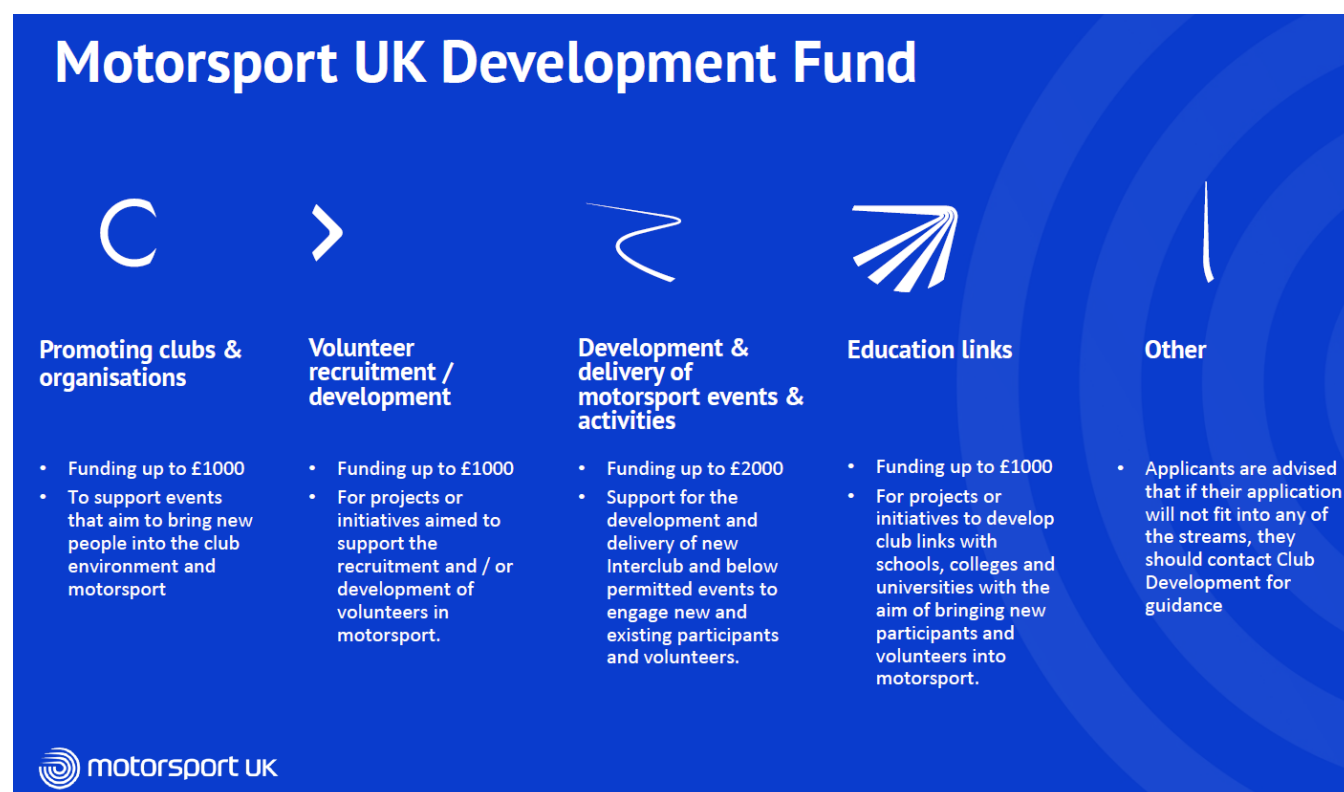 Motorsport UK Development Fund
Promoting clubs &
organisations
• Funding up to £1000
• To support events
that aim to bring new
people into the club
environment and
motorsport
Volunteer
recruitment /
development
• Funding up to £1000
• For projects or
initiatives aimed to
support the
recruitment and / or
development of
volunteers in
motorsport.
Development &
delivery of
motorsport events &
activities
• Funding up to £2000
• Support for the
development and
delivery of new
Interclub and below
permitted events to
engage new and
existing participants
and volunteers.
Education links
• Funding up to £1000
• For projects or
initiatives to develop
club links with
schools, colleges and
universities with the
aim of bringing new
participants and
volunteers into
motorsport.
Other
• Applicants are advised
that if their application
will not fit into any of
the streams, they
should contact Club
Development for
guidance
motorsport UK